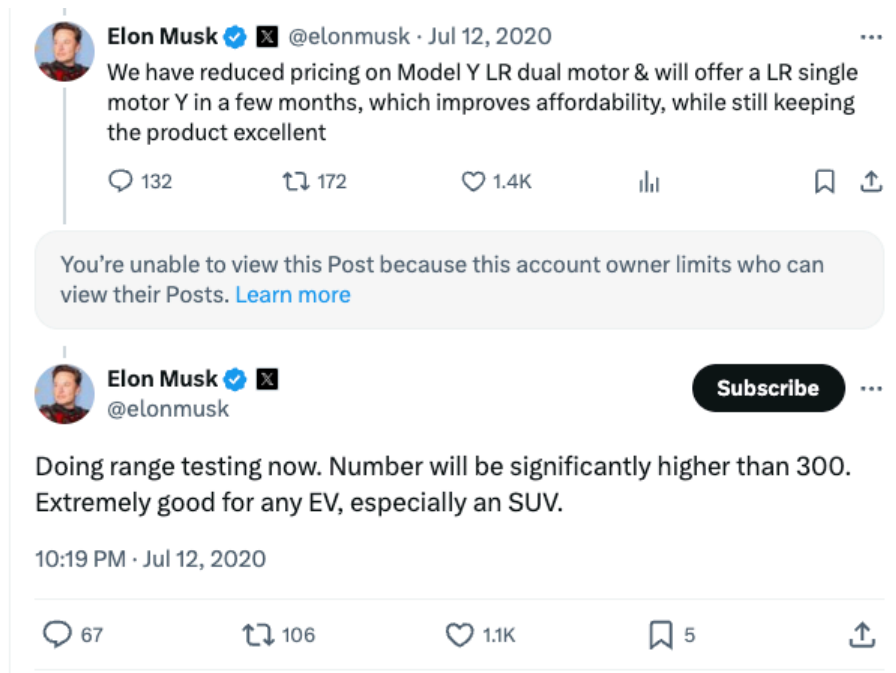 Elon Musk @elonmusk · Jul 12, 2020
We have reduced pricing on Model Y LR dual motor & will offer a LR single
motor Y in a few months, which improves affordability, while still keeping
the product excellent
132 172 1.4K
You’re unable to view this Post because this account owner limits who can
view their Posts. Learn more
Elon Musk
@elonmusk
Subscribe
Doing range testing now. Number will be significantly higher than 300.
Extremely good for any EV, especially an SUV.
10:19 PM · Jul 12, 2020
67 106 1.1K 5